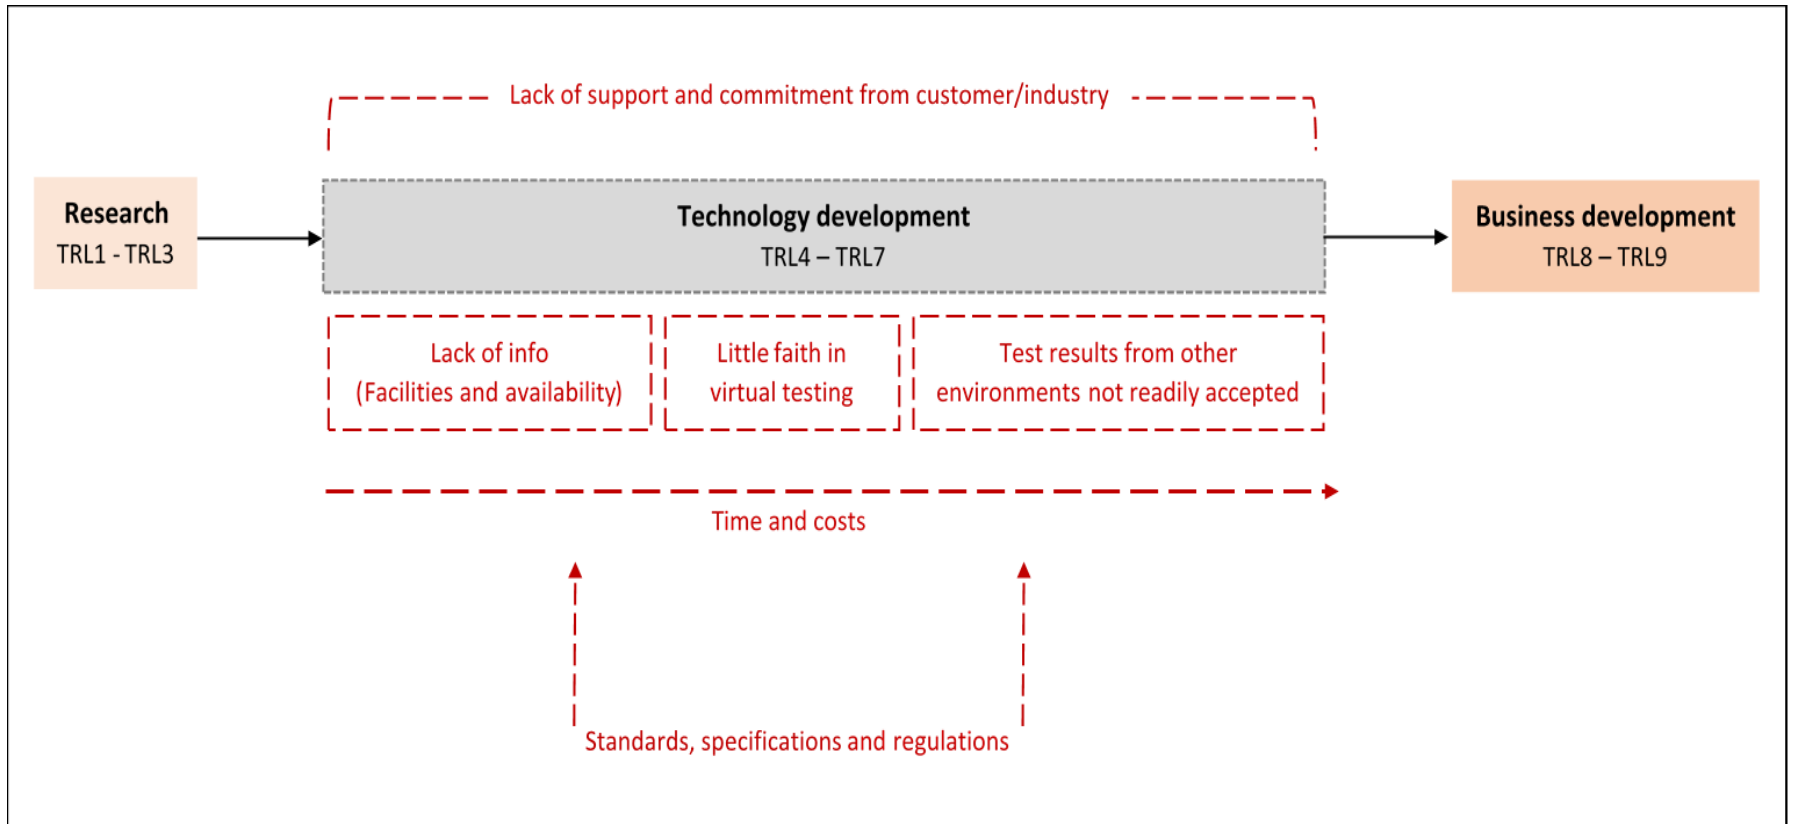 Lack of support and commitment from customer/industry
Research
TRL1 - TRL3
Technology development
TRL4 – TRL7
Business development
TRL8 – TRL9
Lack of info
(Facilities and availability)
Little faith in
virtual testing
Test results from other
environments not readily accepted
Time and costs
Standards, specifications and regulations